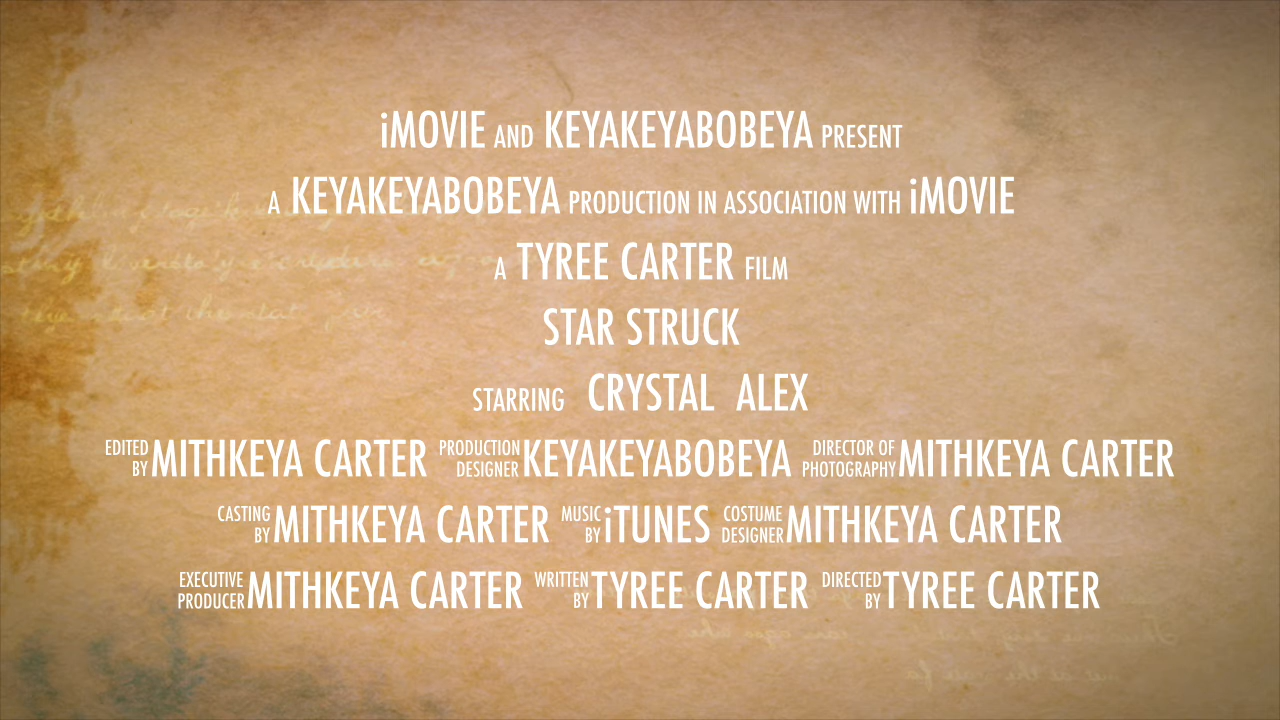 iMOVIE AND KEYAKEYABOBEYA PRESENT
A KEYAKEYABOBEYA PRODUCTION IN ASSOCIATION WITH iMOVIE
A TYREE CARTER FILM
STAR STRUCK
STARRING CRYSTAL ALEX
EDITED BY MITHKEYA CARTER PRODUCTION DESIGNER KEYAKEYABOBEYA DIRECTOR OF PHOTOGRAPHY MITHKEYA CARTER
CASTING BY MITHKEYA CARTER MUSIC BY iTUNES COSTUME DESIGNER MITHKEYA CARTER
EXECUTIVE PRODUCER MITHKEYA CARTER WRITTEN BY TYREE CARTER DIRECTED BY TYREE CARTER